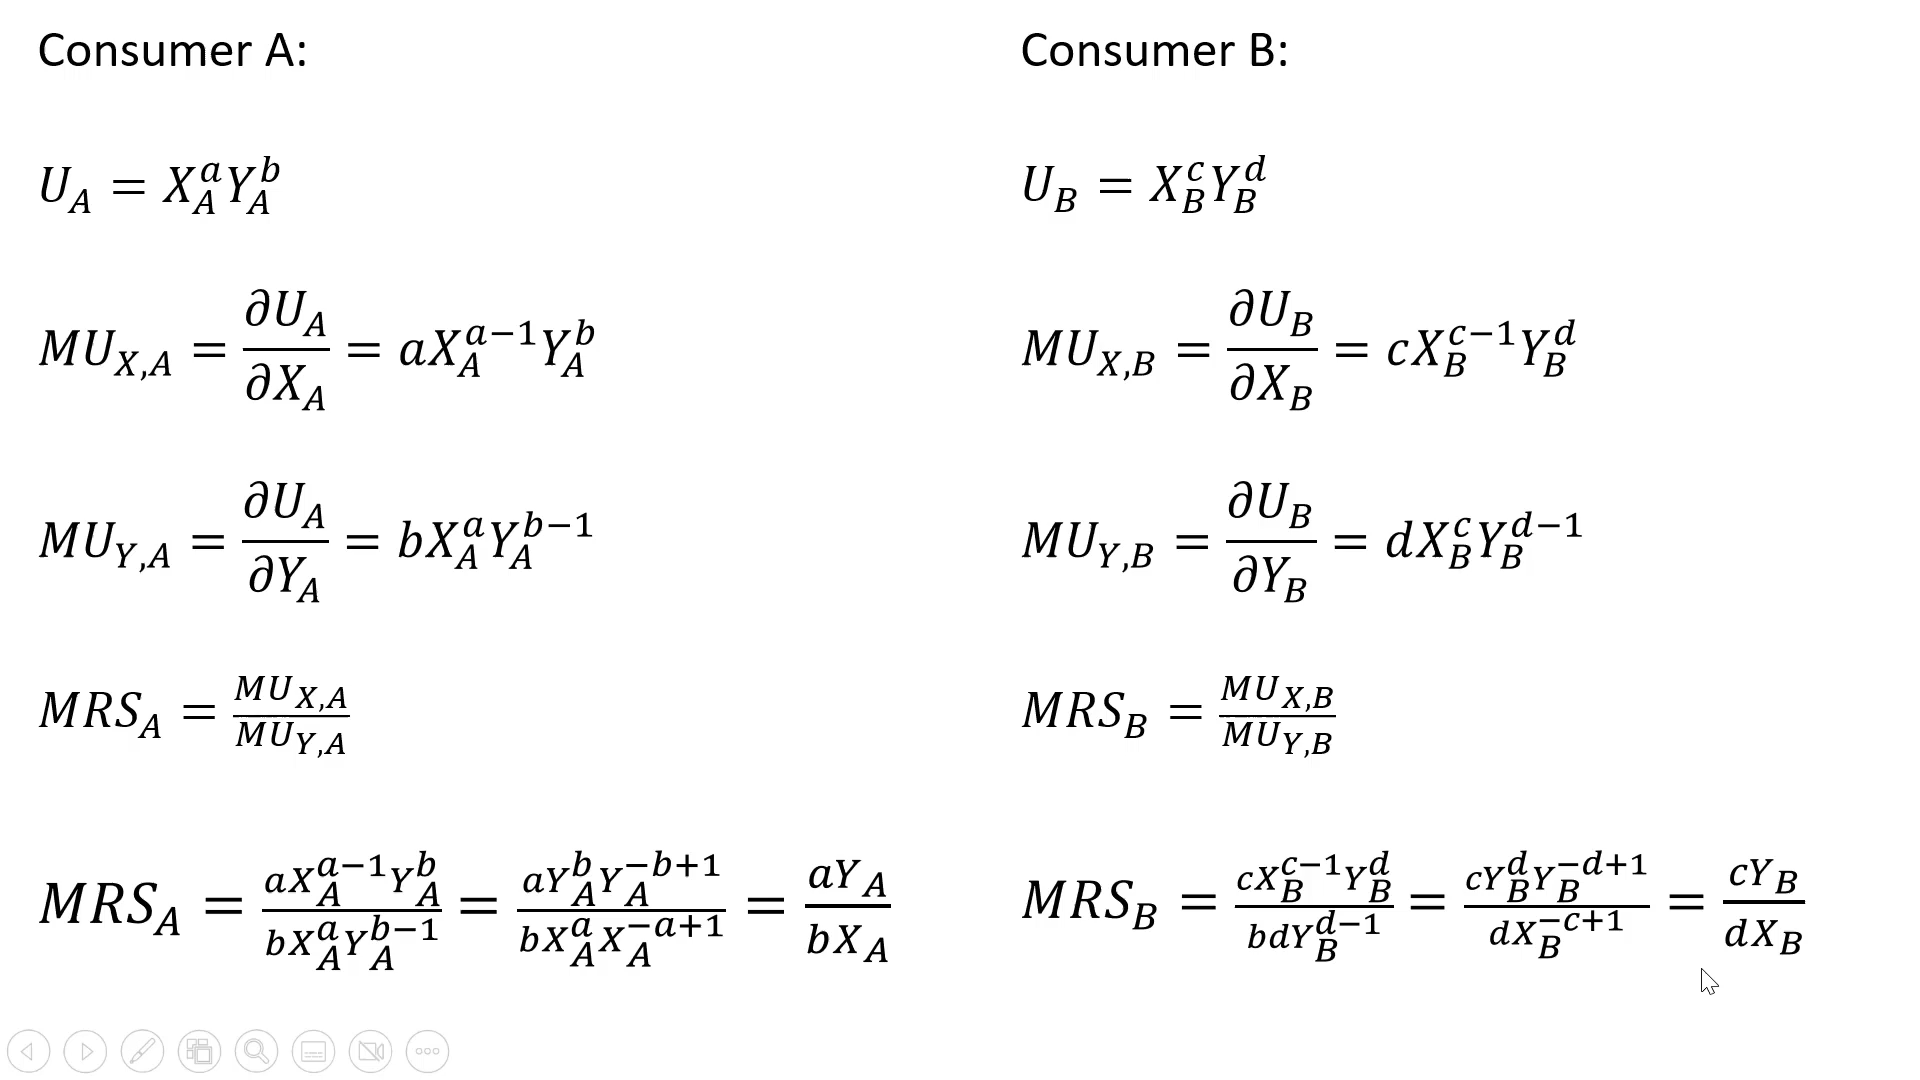 Consumer A:
U_A = X_A^a Y_A^b
MU_{X,A} = ∂U_A/∂X_A = aX_A^{a−1}Y_A^b
MU_{Y,A} = ∂U_A/∂Y_A = bX_A^a Y_A^{b−1}
MRS_A = MU_{X,A}/MU_{Y,A}
MRS_A = aX_A^{a−1}Y_A^b/bX_A^a Y_A^{b−1} = aY_A^b Y_A^{−b+1}/bX_A^a X_A^{−a+1} = aY_A/bX_A
Consumer B:
U_B = X_B^c Y_B^d
MU_{X,B} = ∂U_B/∂X_B = cX_B^{c−1}Y_B^d
MU_{Y,B} = ∂U_B/∂Y_B = dX_B^c Y_B^{d−1}
MRS_B = MU_{X,B}/MU_{Y,B}
MRS_B = cX_B^{c−1}Y_B^d/bdY_B^{d−1} = cY_B^d Y_B^{−d+1}/dX_B^{−c+1} = cY_B/dX_B